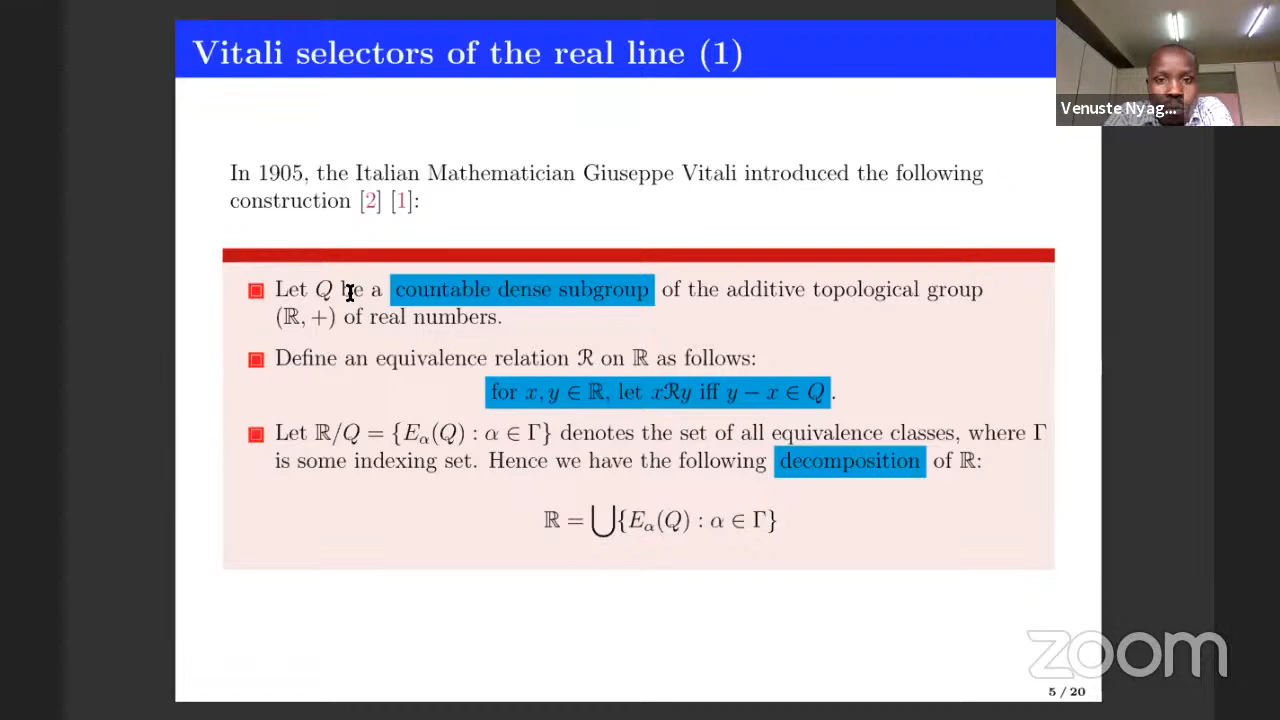 Vitali selectors of the real line (1)
Venuste Nyag...
In 1905, the Italian Mathematician Giuseppe Vitali introduced the following
construction [2] [1]:
Let Q be a countable dense subgroup of the additive topological group
(ℝ, +) of real numbers.
Define an equivalence relation ℛ on ℝ as follows:
for x, y ∈ ℝ, let xℛy iff y − x ∈ Q.
Let ℝ/Q = {Eα(Q) : α ∈ Γ} denotes the set of all equivalence classes, where Γ
is some indexing set. Hence we have the following decomposition of ℝ:
ℝ = ⋃{Eα(Q) : α ∈ Γ}
zoom
5 / 20